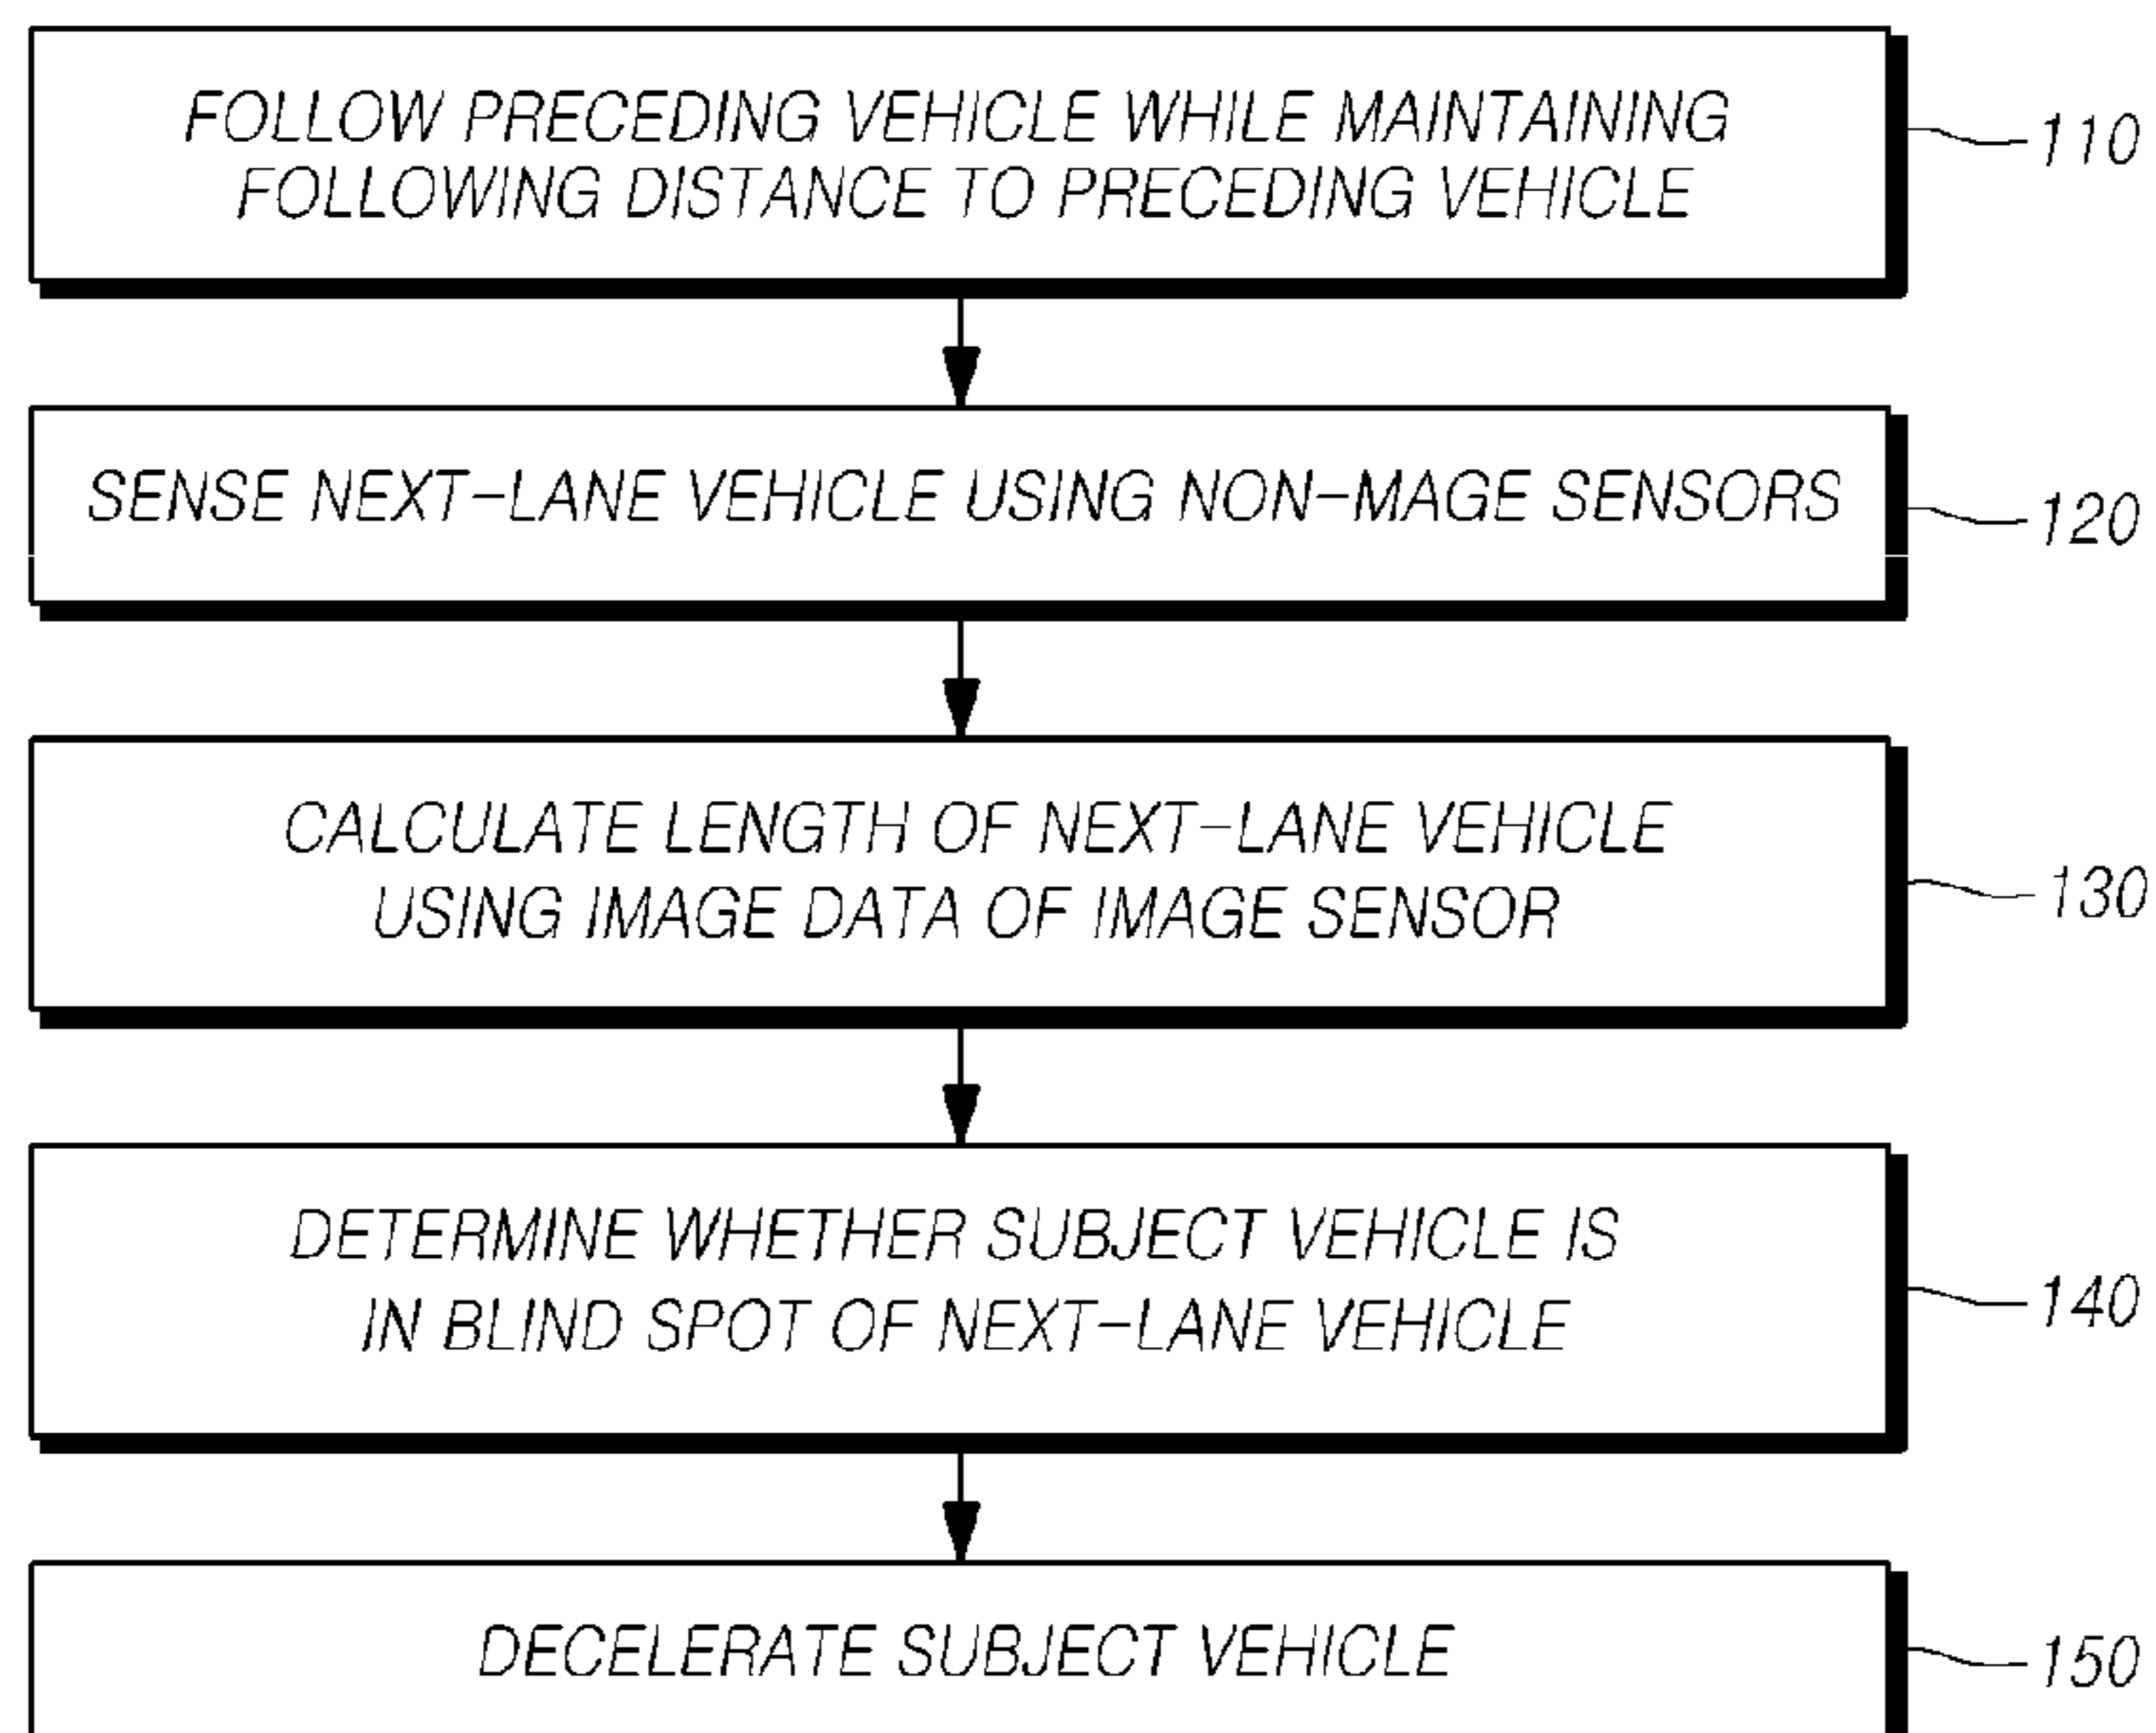 FOLLOW PRECEDING VEHICLE WHILE MAINTAINING
FOLLOWING DISTANCE TO PRECEDING VEHICLE
110
SENSE NEXT-LANE VEHICLE USING NON-MAGE SENSORS
120
CALCULATE LENGTH OF NEXT-LANE VEHICLE
USING IMAGE DATA OF IMAGE SENSOR
130
DETERMINE WHETHER SUBJECT VEHICLE IS
IN BLIND SPOT OF NEXT-LANE VEHICLE
140
DECELERATE SUBJECT VEHICLE
150